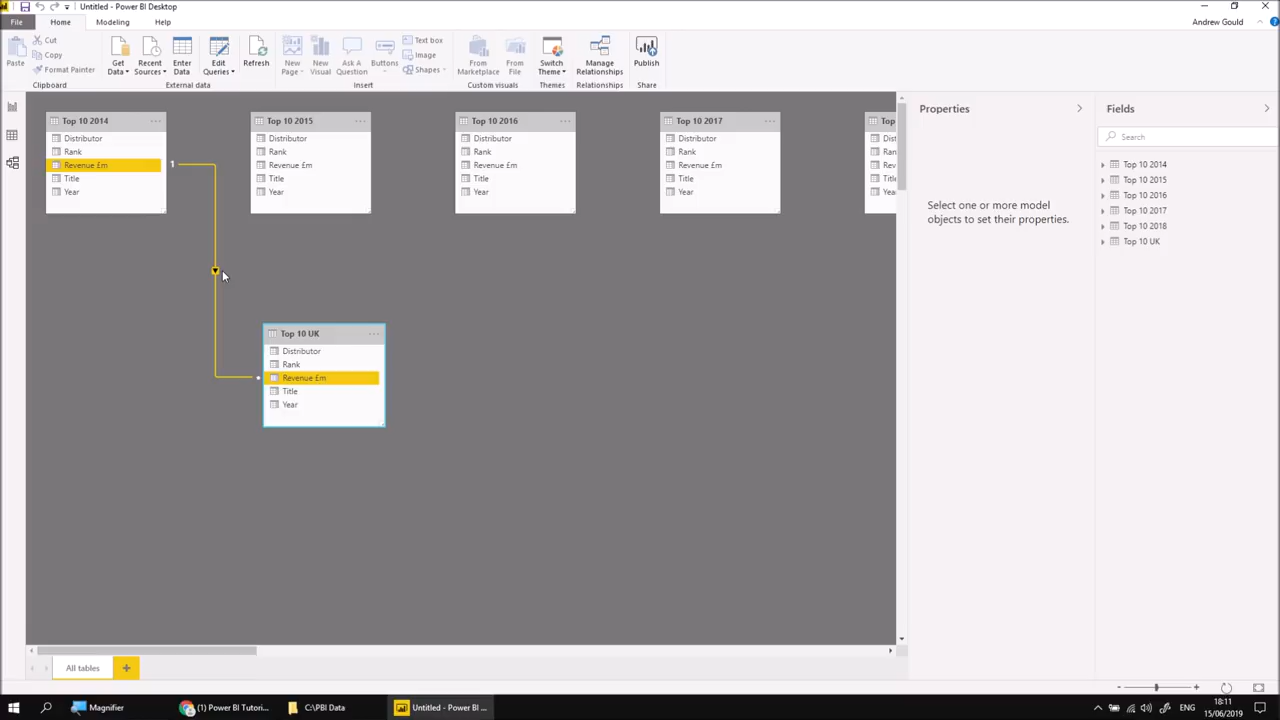 Untitled - Power BI Desktop
File
Home
Modeling
Help
Andrew Gould
Paste
Cut
Copy
Format Painter
Clipboard
Get Data
Recent Sources
Enter Data
Edit Queries
External data
Refresh
New Page
New Visual
Ask A Question
Buttons
Text box
Image
Shapes
Insert
From Marketplace
From File
Custom visuals
Switch Theme
Themes
Manage Relationships
Relationships
Publish
Share
Top 10 2014
Distributor
Rank
Revenue £m
Title
Year
Top 10 2015
Distributor
Rank
Revenue £m
Title
Year
Top 10 2016
Distributor
Rank
Revenue £m
Title
Year
Top 10 2017
Distributor
Rank
Revenue £m
Title
Year
Top
1
Top 10 UK
Distributor
Rank
Revenue £m
Title
Year
Properties
Select one or more model
objects to set their properties.
Fields
Search
Top 10 2014
Top 10 2015
Top 10 2016
Top 10 2017
Top 10 2018
Top 10 UK
All tables
Magnifier
(1) Power BI Tutori...
C:\PBI Data
Untitled - Power BI ...
ENG
18:11
15/06/2019